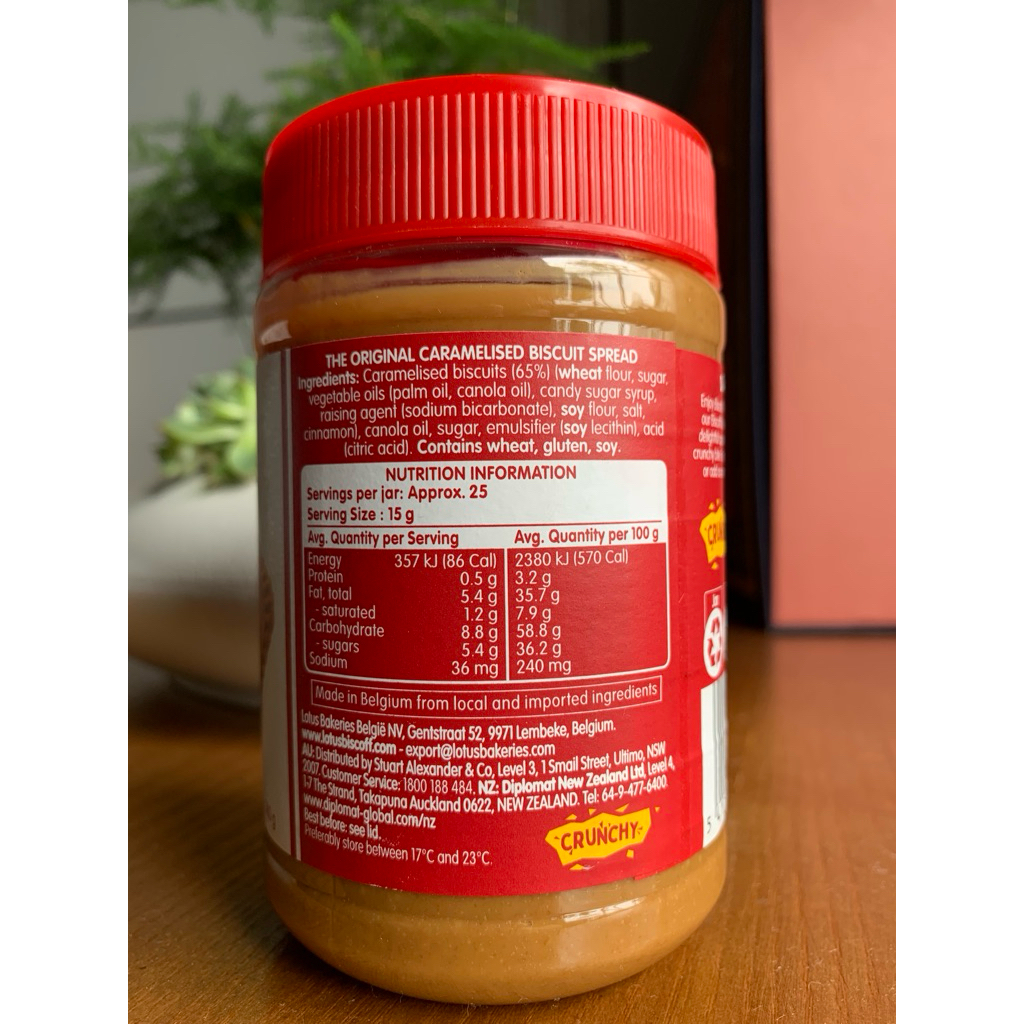 THE ORIGINAL CARAMELISED BISCUIT SPREAD
Ingredients: Caramelised biscuits (65%) (wheat flour, sugar,
vegetable oils (palm oil, canola oil), candy sugar syrup,
raising agent (sodium bicarbonate), soy flour, salt,
cinnamon), canola oil, sugar, emulsifier (soy lecithin), acid
(citric acid). Contains wheat, gluten, soy.
NUTRITION INFORMATION
Servings per jar: Approx. 25
Serving Size : 15 g
Avg. Quantity per Serving Avg. Quantity per 100 g
Energy 357 kJ (86 Cal) 2380 kJ (570 Cal)
Protein 0.5 g 3.2 g
Fat, total 5.4 g 35.7 g
- saturated 1.2 g 7.9 g
Carbohydrate 8.8 g 58.8 g
- sugars 5.4 g 36.2 g
Sodium 36 mg 240 mg
Made in Belgium from local and imported ingredients
Lotus Bakeries België NV, Gentstraat 52, 9971 Lembeke, Belgium.
www.lotusbiscoff.com - export@lotusbakeries.com
AU: Distributed by Stuart Alexander & Co, Level 3, 1 Smail Street, Ultimo, NSW
2007. Customer Service: 1800 188 484. NZ: Diplomat New Zealand Ltd, Level 4,
1-7 The Strand, Takapuna Auckland 0622, NEW ZEALAND. Tel: 64-9-477-6400.
www.diplomat-global.com/nz
Best before: see lid.
Preferably store between 17°C and 23°C.
CRUNCHY
Enjoy
our
crunchy
or add
Jar
5